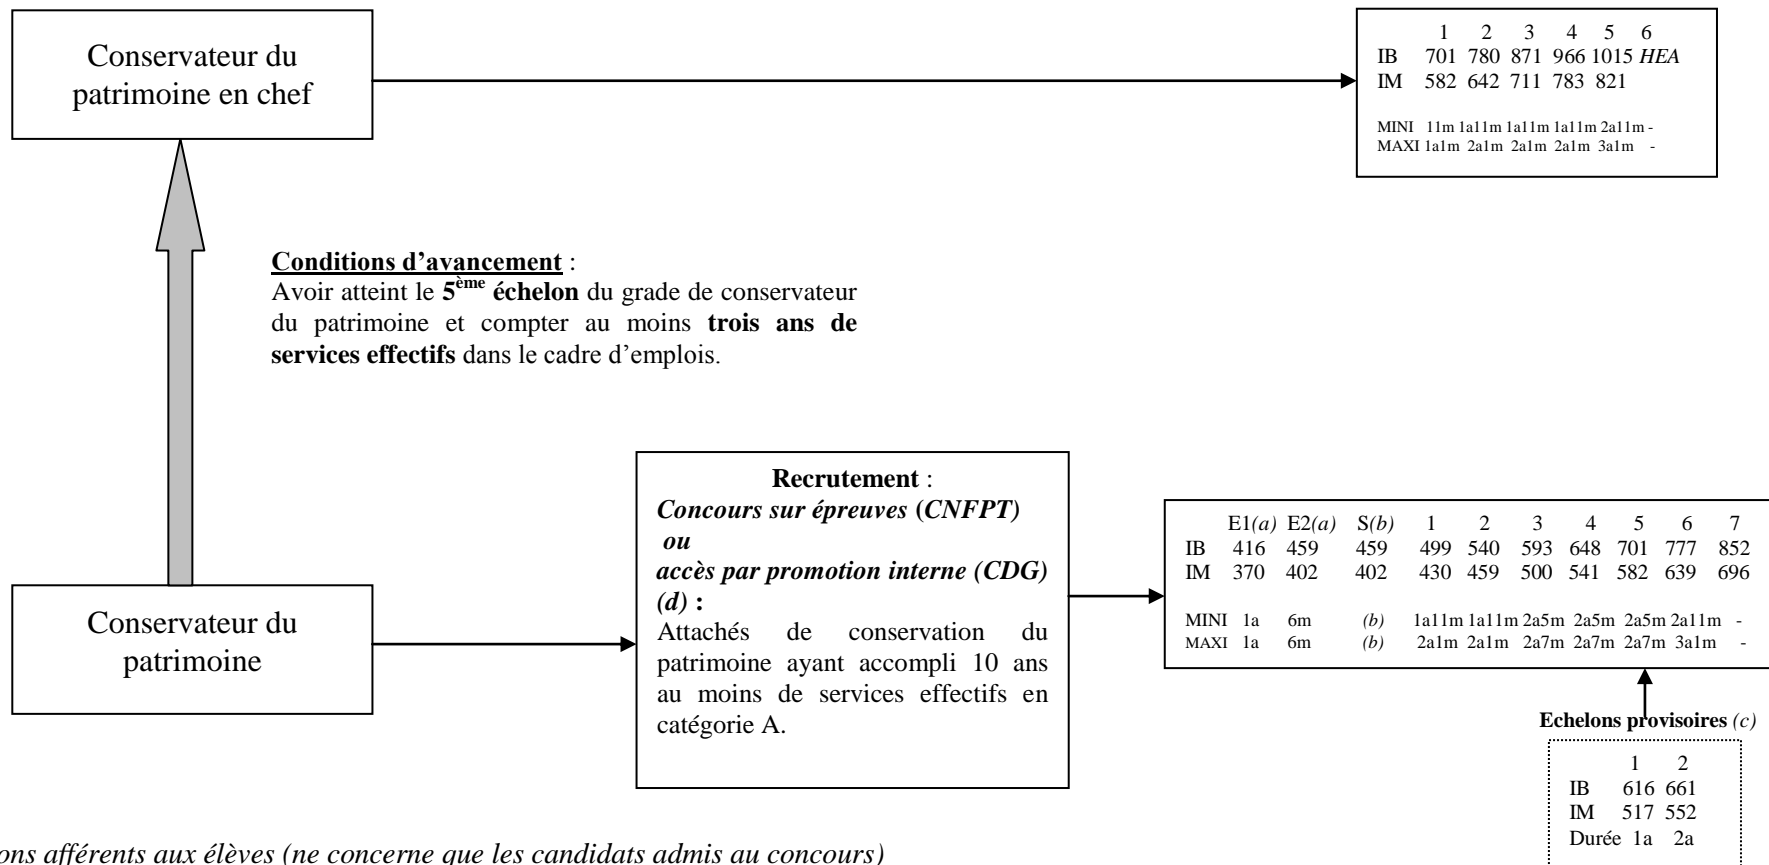 Conservateur du
patrimoine en chef
1 2 3 4 5 6
IB 701 780 871 966 1015 HEA
IM 582 642 711 783 821
MINI 11m 1a11m 1a11m 1a11m 2a11m -
MAXI 1a1m 2a1m 2a1m 2a1m 3a1m -
Conditions d’avancement :
Avoir atteint le 5ème échelon du grade de conservateur
du patrimoine et compter au moins trois ans de
services effectifs dans le cadre d’emplois.
Conservateur du
patrimoine
Recrutement :
Concours sur épreuves (CNFPT)
ou
accès par promotion interne (CDG)
(d) :
Attachés de conservation du
patrimoine ayant accompli 10 ans
au moins de services effectifs en
catégorie A.
E1(a) E2(a) S(b) 1 2 3 4 5 6 7
IB 416 459 459 499 540 593 648 701 777 852
IM 370 402 402 430 459 500 541 582 639 696
MINI 1a 6m (b) 1a11m 1a11m 2a5m 2a5m 2a5m 2a11m -
MAXI 1a 6m (b) 2a1m 2a1m 2a7m 2a7m 2a7m 3a1m -
Echelons provisoires (c)
1 2
IB 616 661
IM 517 552
Durée 1a 2a
ons afférents aux élèves (ne concerne que les candidats admis au concours)